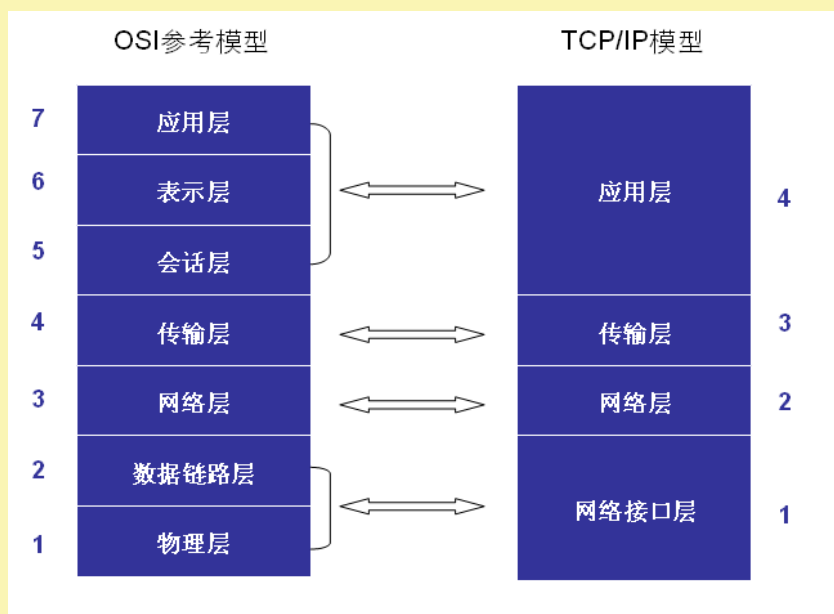 OSI参考模型
TCP/IP模型
7
应用层
6
表示层
5
会话层
应用层
4
4
传输层
传输层
3
3
网络层
网络层
2
2
数据链路层
1
物理层
网络接口层
1